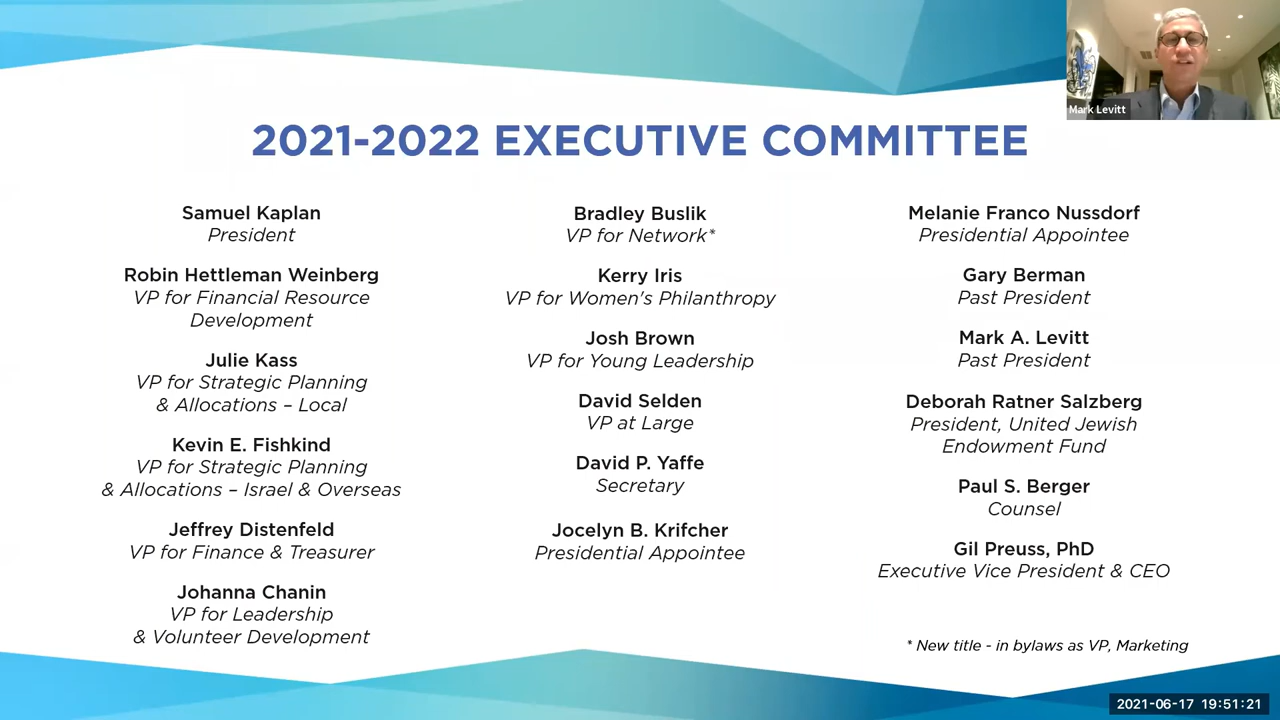 Mark Levitt
2021-2022 EXECUTIVE COMMITTEE
Samuel Kaplan
President
Robin Hettleman Weinberg
VP for Financial Resource
Development
Julie Kass
VP for Strategic Planning
& Allocations – Local
Kevin E. Fishkind
VP for Strategic Planning
& Allocations – Israel & Overseas
Jeffrey Distenfeld
VP for Finance & Treasurer
Johanna Chanin
VP for Leadership
& Volunteer Development
Bradley Buslik
VP for Network*
Kerry Iris
VP for Women's Philanthropy
Josh Brown
VP for Young Leadership
David Selden
VP at Large
David P. Yaffe
Secretary
Jocelyn B. Krifcher
Presidential Appointee
Melanie Franco Nussdorf
Presidential Appointee
Gary Berman
Past President
Mark A. Levitt
Past President
Deborah Ratner Salzberg
President, United Jewish
Endowment Fund
Paul S. Berger
Counsel
Gil Preuss, PhD
Executive Vice President & CEO
* New title - in bylaws as VP, Marketing
2021-06-17 19:51:21